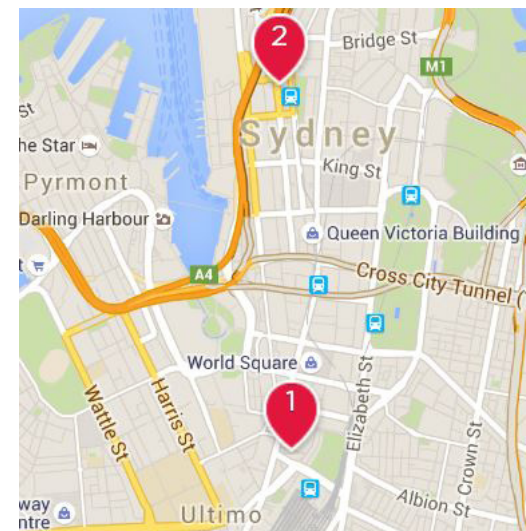 2
Bridge St
M1
St
Sydney
he Star
King St
Pyrmont
Darling Harbour
Queen Victoria Building
t
A4
Cross City Tunnel (
World Square
1
Wattle St
Harris St
Elizabeth St
Crown St
way
ntre
Ultimo
Albion St